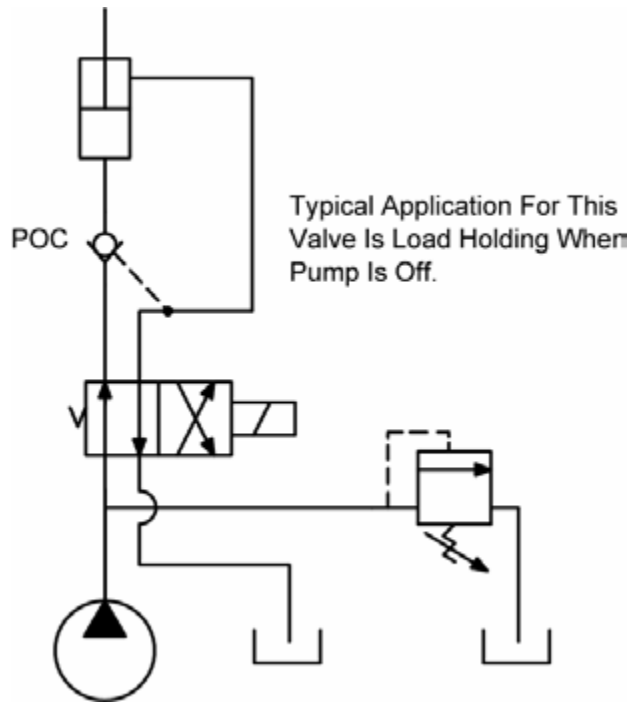 POC
Typical Application For This
Valve Is Load Holding When
Pump Is Off.